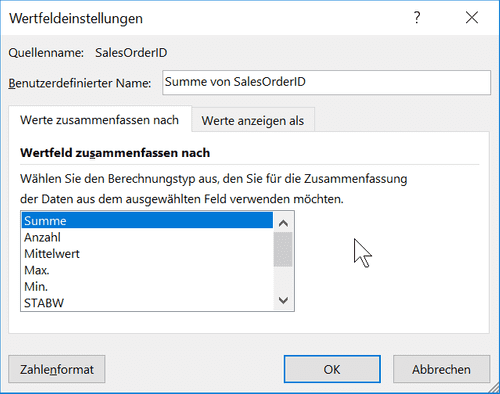 Wertfeldeinstellungen
Quellenname: SalesOrderID
Benutzerdefinierter Name: Summe von SalesOrderID
Werte zusammenfassen nach Werte anzeigen als
Wertfeld zusammenfassen nach
Wählen Sie den Berechnungstyp aus, den Sie für die Zusammenfassung
der Daten aus dem ausgewählten Feld verwenden möchten.
Summe
Anzahl
Mittelwert
Max.
Min.
STABW
Zahlenformat OK Abbrechen